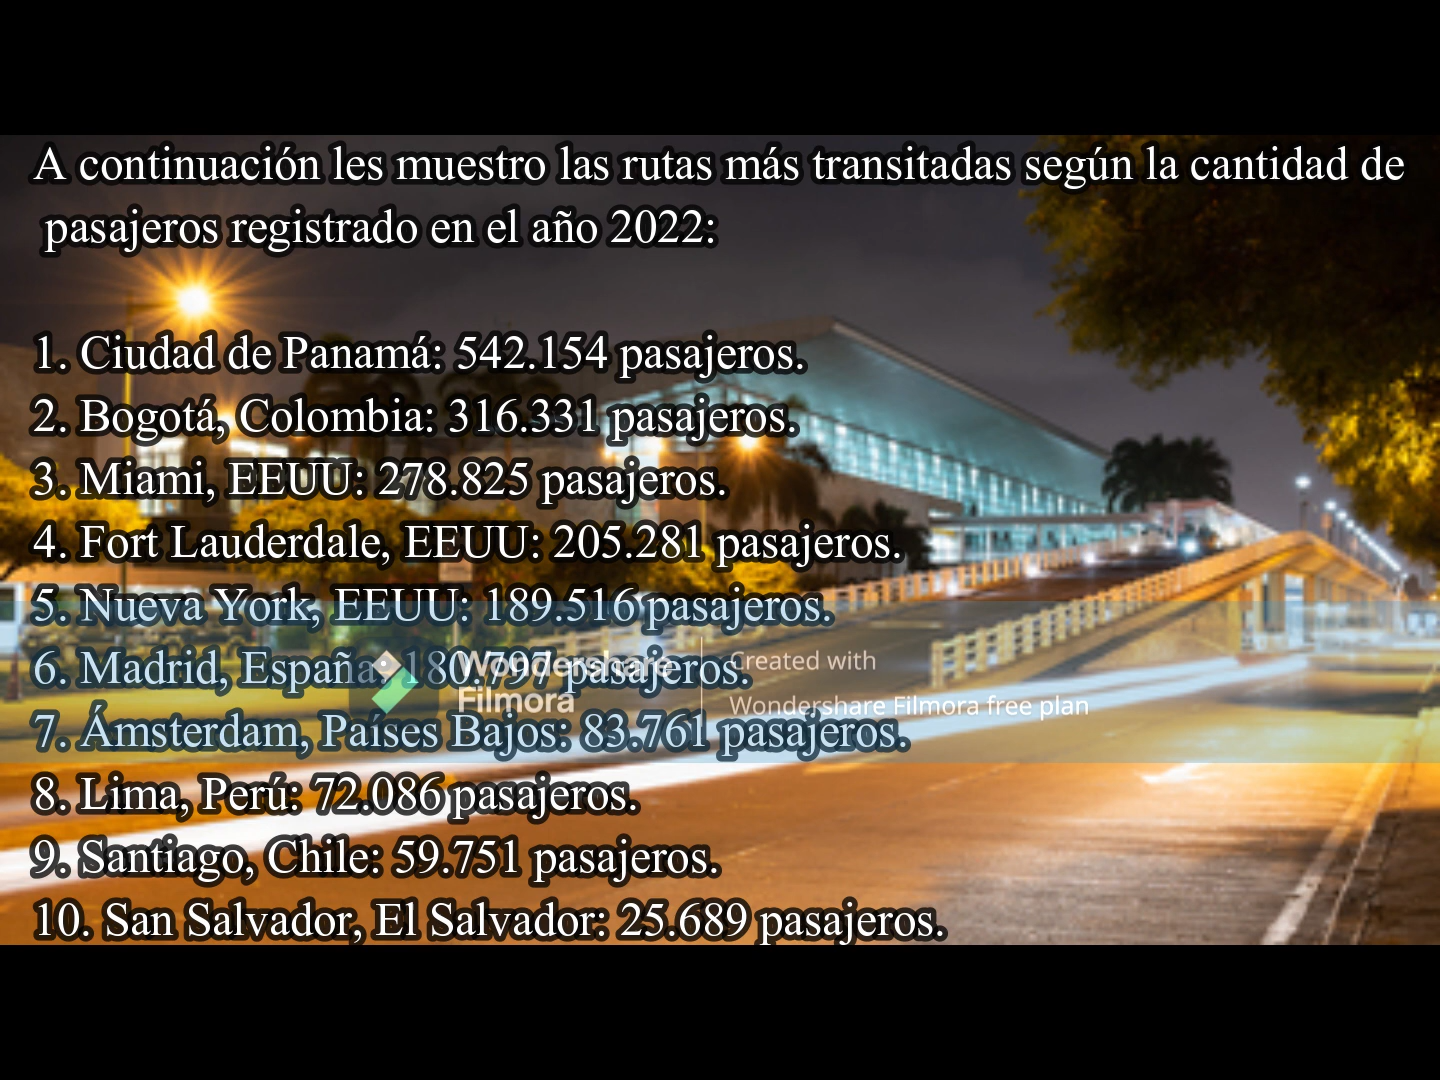 A continuación les muestro las rutas más transitadas según la cantidad de
pasajeros registrado en el año 2022:
1. Ciudad de Panamá: 542.154 pasajeros.
2. Bogotá, Colombia: 316.331 pasajeros.
3. Miami, EEUU: 278.825 pasajeros.
4. Fort Lauderdale, EEUU: 205.281 pasajeros.
5. Nueva York, EEUU: 189.516 pasajeros.
6. Madrid, España: 180.797 pasajeros.
Wondershare
Filmora
Created with
Wondershare Filmora free plan
7. Ámsterdam, Países Bajos: 83.761 pasajeros.
8. Lima, Perú: 72.086 pasajeros.
9. Santiago, Chile: 59.751 pasajeros.
10. San Salvador, El Salvador: 25.689 pasajeros.